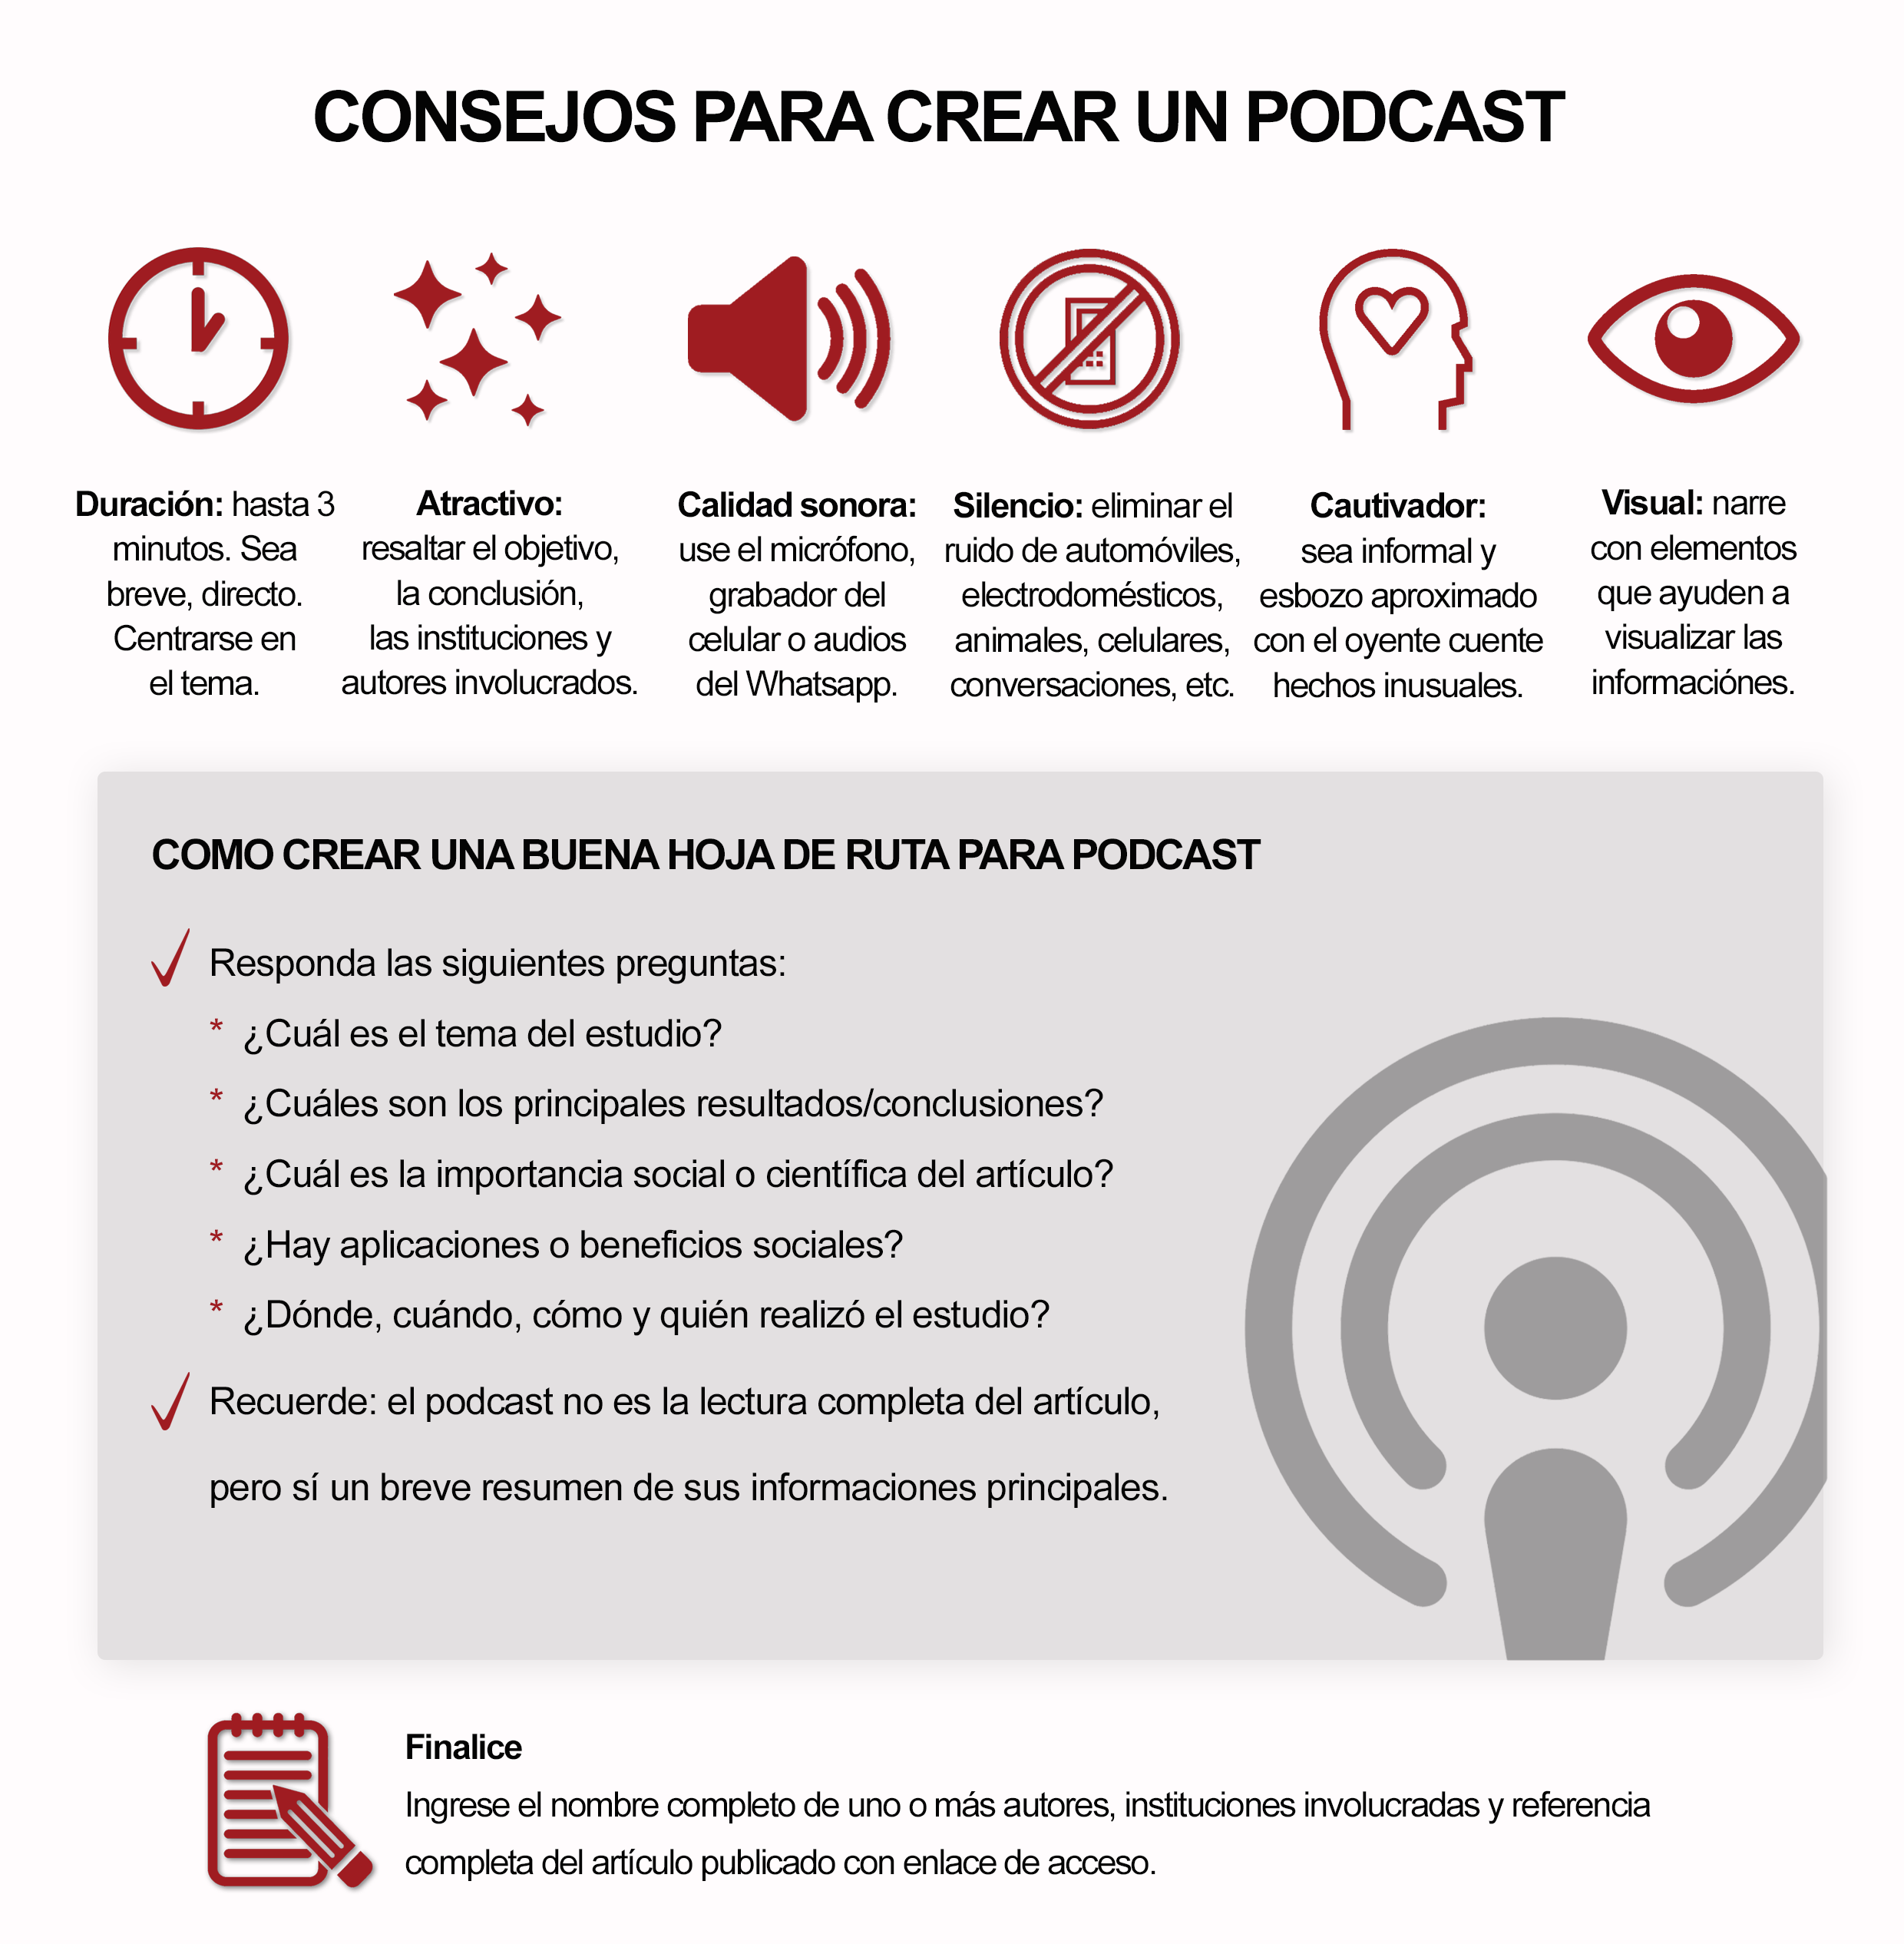 CONSEJOS PARA CREAR UN PODCAST
Duración: hasta 3
minutos. Sea
breve, directo.
Centrarse en
el tema.
Atractivo:
resaltar el objetivo,
la conclusión,
las instituciones y
autores involucrados.
Calidad sonora:
use el micrófono,
grabador del
celular o audios
del Whatsapp.
Silencio: eliminar el
ruido de automóviles,
electrodomésticos,
animales, celulares,
conversaciones, etc.
Cautivador:
sea informal y
esbozo aproximado
con el oyente cuente
hechos inusuales.
Visual: narre
con elementos
que ayuden a
visualizar las
informaciónes.
COMO CREAR UNA BUENA HOJA DE RUTA PARA PODCAST
Responda las siguientes preguntas:
* ¿Cuál es el tema del estudio?
* ¿Cuáles son los principales resultados/conclusiones?
* ¿Cuál es la importancia social o científica del artículo?
* ¿Hay aplicaciones o beneficios sociales?
* ¿Dónde, cuándo, cómo y quién realizó el estudio?
Recuerde: el podcast no es la lectura completa del artículo,
pero sí un breve resumen de sus informaciones principales.
Finalice
Ingrese el nombre completo de uno o más autores, instituciones involucradas y referencia
completa del artículo publicado con enlace de acceso.